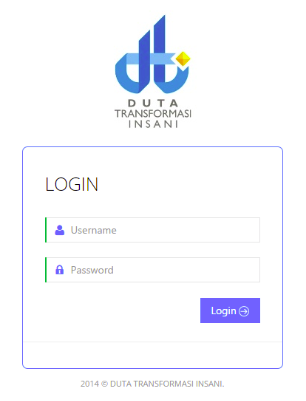 DUTA
TRANSFORMASI
INSANI
LOGIN
Username
Password
Login
2014 © DUTA TRANSFORMASI INSANI.